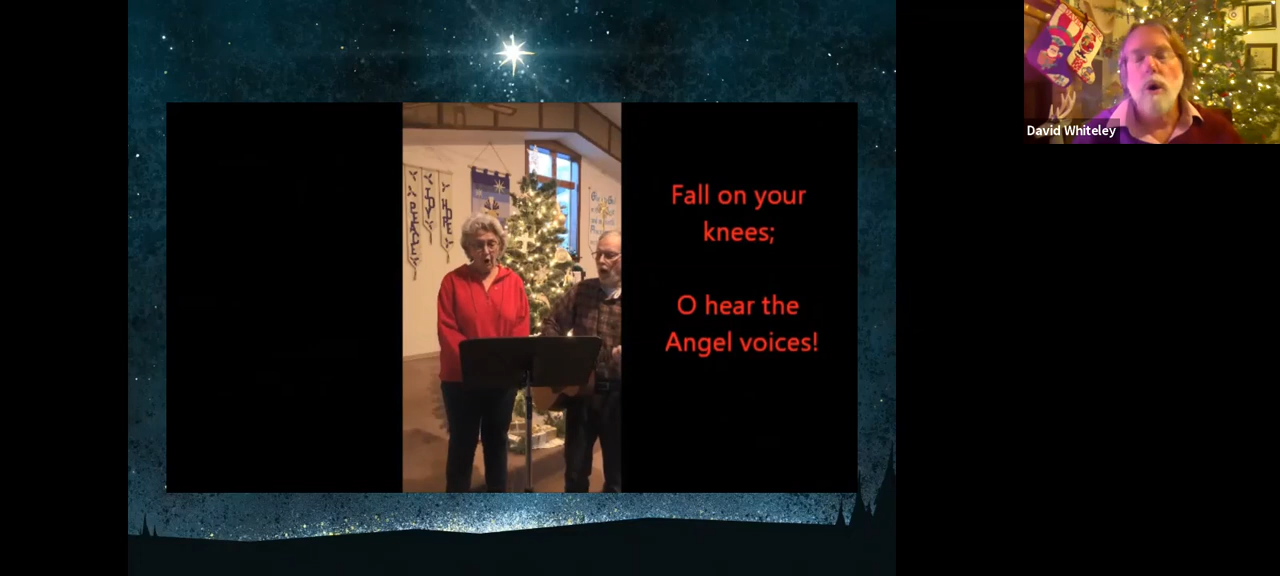 Fall on your
knees;
O hear the
Angel voices!
David Whiteley